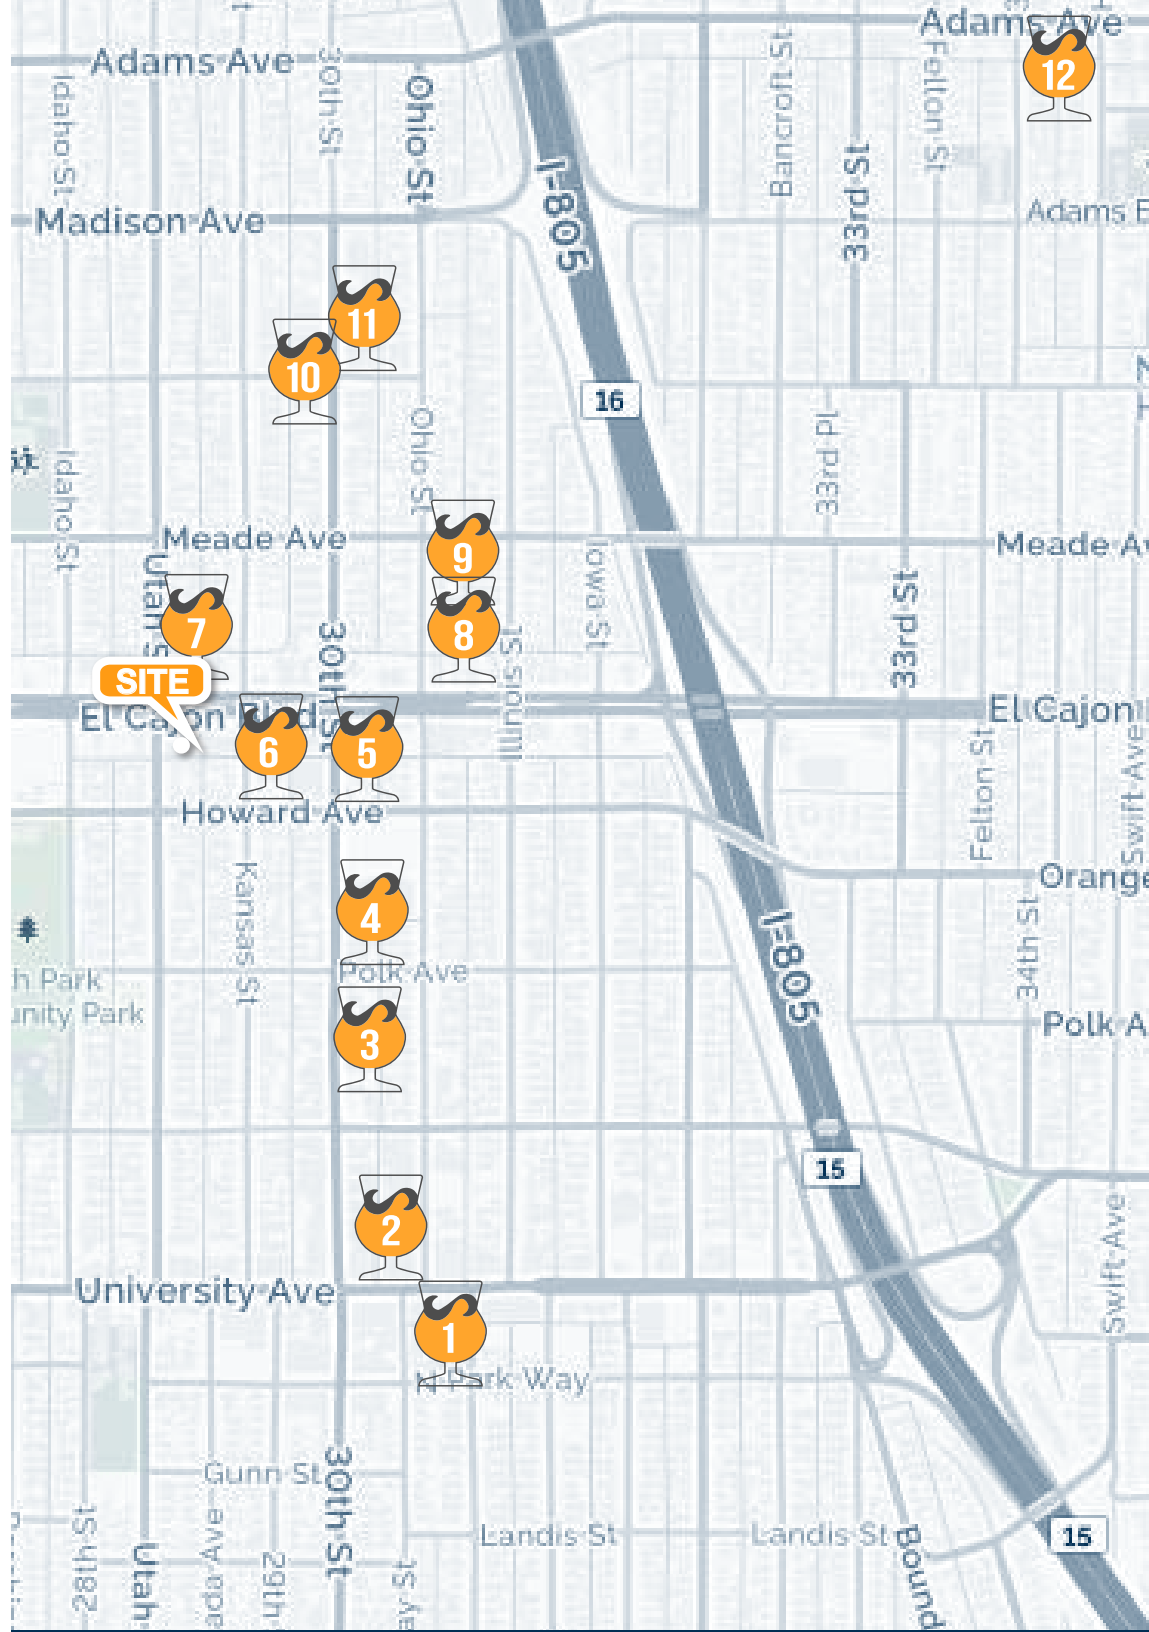 Adams Ave
12
Adams Ave
Idaho St
30th St
Ohio St
Bancroft St
Felton St
33rd St
I-805
Madison Ave
Adams
11
10
16
Ohio St
33rd Pl
Idaho St
Meade Ave
Meade
9
Utah
7
8
30th St
Iowa St
33rd St
SITE
Illinois St
El Cajon
El Cajon
6
5
Felton St
Swift Ave
Howard Ave
Kansas St
4
Orange
34th St
I-805
h Park
unity Park
Polk Ave
3
Polk
15
2
University Ave
1
Swift Ave
N Park Way
Gunn St
30th St
28th St
Utah
29th
Landis St
Landis St
15
Bound